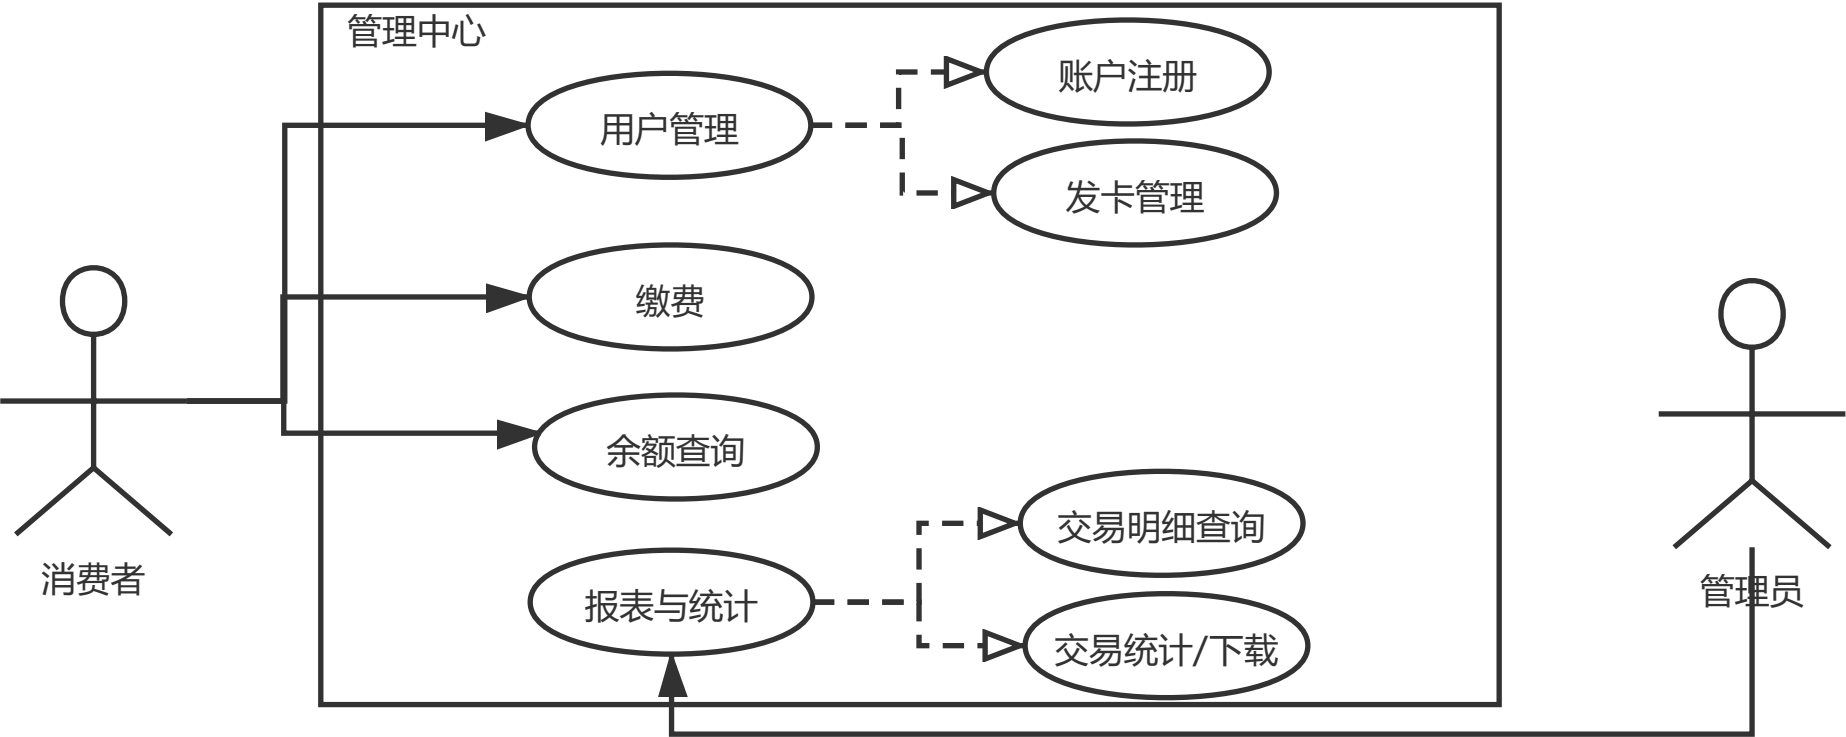 管理中心
账户注册
用户管理
发卡管理
缴费
余额查询
交易明细查询
消费者
报表与统计
管理员
交易统计/下载